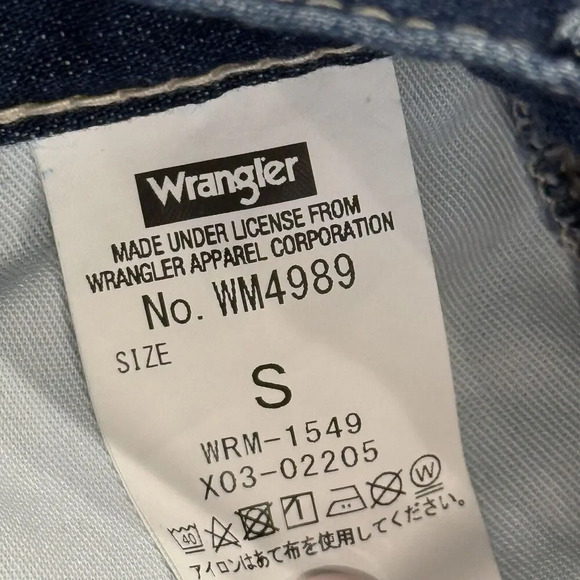 Wrangler
MADE UNDER LICENSE FROM
WRANGLER APPAREL CORPORATION
No. WM4989
SIZE
S
WRM-1549
X03-02205
40 W
アイロンはあて布を使用してください。